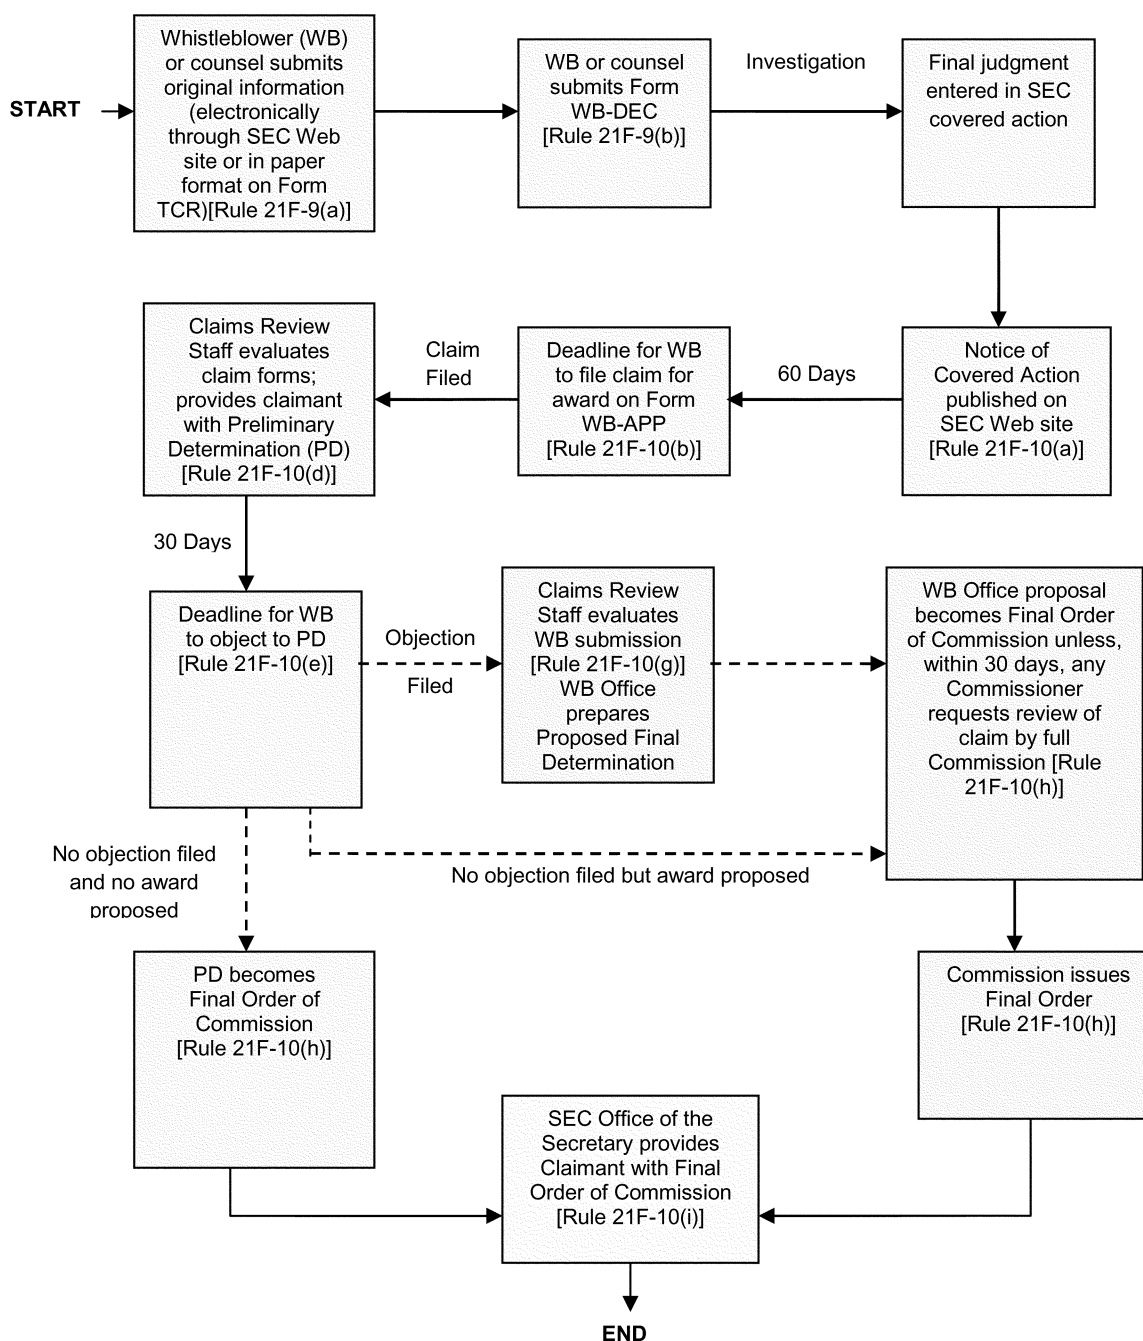 START
Whistleblower (WB)
or counsel submits
original information
(electronically
through SEC Web
site or in paper
format on Form
TCR)[Rule 21F-9(a)]
WB or counsel
submits Form
WB-DEC
[Rule 21F-9(b)]
Investigation
Final judgment
entered in SEC
covered action
Notice of
Covered Action
published on
SEC Web site
[Rule 21F-10(a)]
60 Days
Deadline for WB
to file claim for
award on Form
WB-APP
[Rule 21F-10(b)]
Claim
Filed
Claims Review
Staff evaluates
claim forms;
provides claimant
with Preliminary
Determination (PD)
[Rule 21F-10(d)]
30 Days
Deadline for WB
to object to PD
[Rule 21F-10(e)]
Objection
Filed
Claims Review
Staff evaluates
WB submission
[Rule 21F-10(g)]
WB Office
prepares
Proposed Final
Determination
WB Office proposal
becomes Final Order
of Commission unless,
within 30 days, any
Commissioner
requests review of
claim by full
Commission [Rule
21F-10(h)]
No objection filed
and no award
proposed
No objection filed but award proposed
PD becomes
Final Order of
Commission
[Rule 21F-10(h)]
Commission issues
Final Order
[Rule 21F-10(h)]
SEC Office of the
Secretary provides
Claimant with Final
Order of Commission
[Rule 21F-10(i)]
END